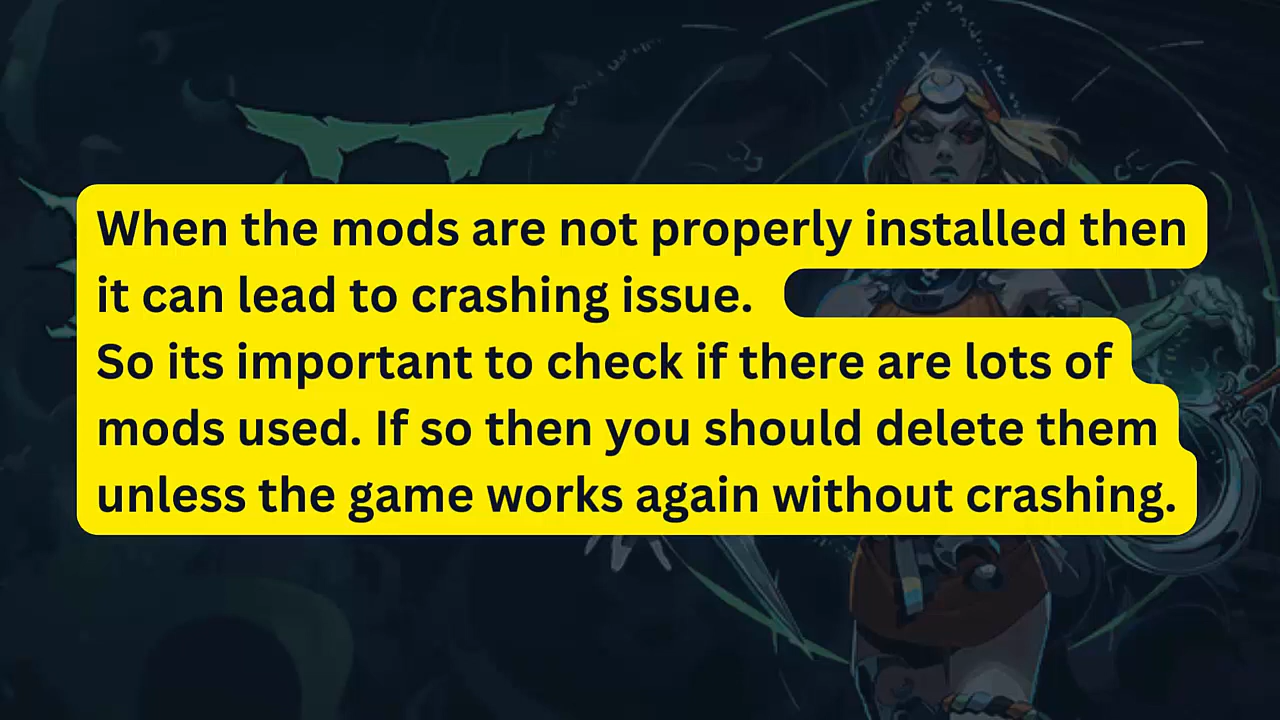 When the mods are not properly installed then
it can lead to crashing issue.
So its important to check if there are lots of
mods used. If so then you should delete them
unless the game works again without crashing.